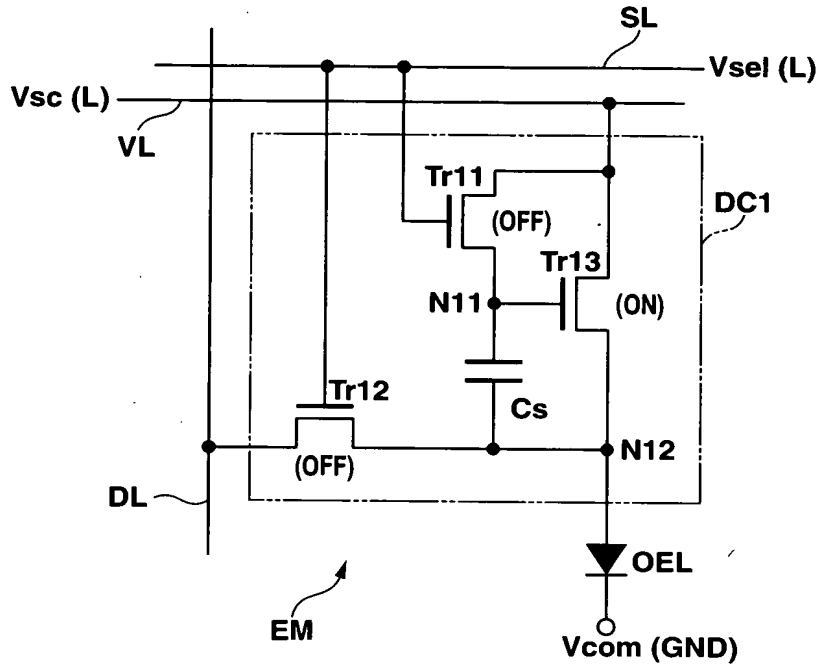 SL
Vsel (L)
Vsc (L)
VL
Tr11
(OFF)
DC1
Tr13
N11
(ON)
Tr12
Cs
(OFF)
N12
DL
OEL
EM
Vcom (GND)